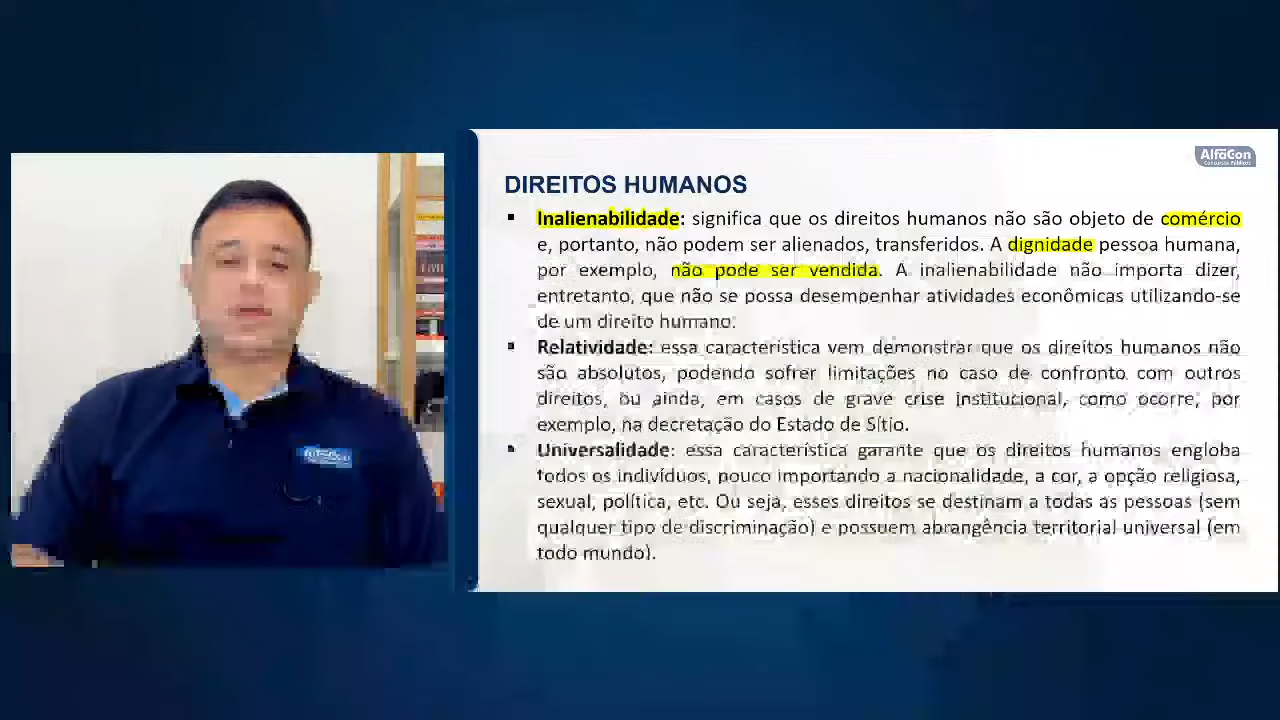 AlfaCon
Concursos Públicos
DIREITOS HUMANOS
▪ Inalienabilidade: significa que os direitos humanos não são objeto de comércio
e, portanto, não podem ser alienados, transferidos. A dignidade pessoa humana,
por exemplo, não pode ser vendida. A inalienabilidade não importa dizer,
entretanto, que não se possa desempenhar atividades econômicas utilizando-se
de um direito humano.
▪ Relatividade: essa característica vem demonstrar que os direitos humanos não
são absolutos, podendo sofrer limitações no caso de confronto com outros
direitos, ou ainda, em casos de grave crise institucional, como ocorre, por
exemplo, na decretação do Estado de Sítio.
▪ Universalidade: essa característica garante que os direitos humanos engloba
todos os indivíduos, pouco importando a nacionalidade, a cor, a opção religiosa,
sexual, política, etc. Ou seja, esses direitos se destinam a todas as pessoas (sem
qualquer tipo de discriminação) e possuem abrangência territorial universal (em
todo mundo).